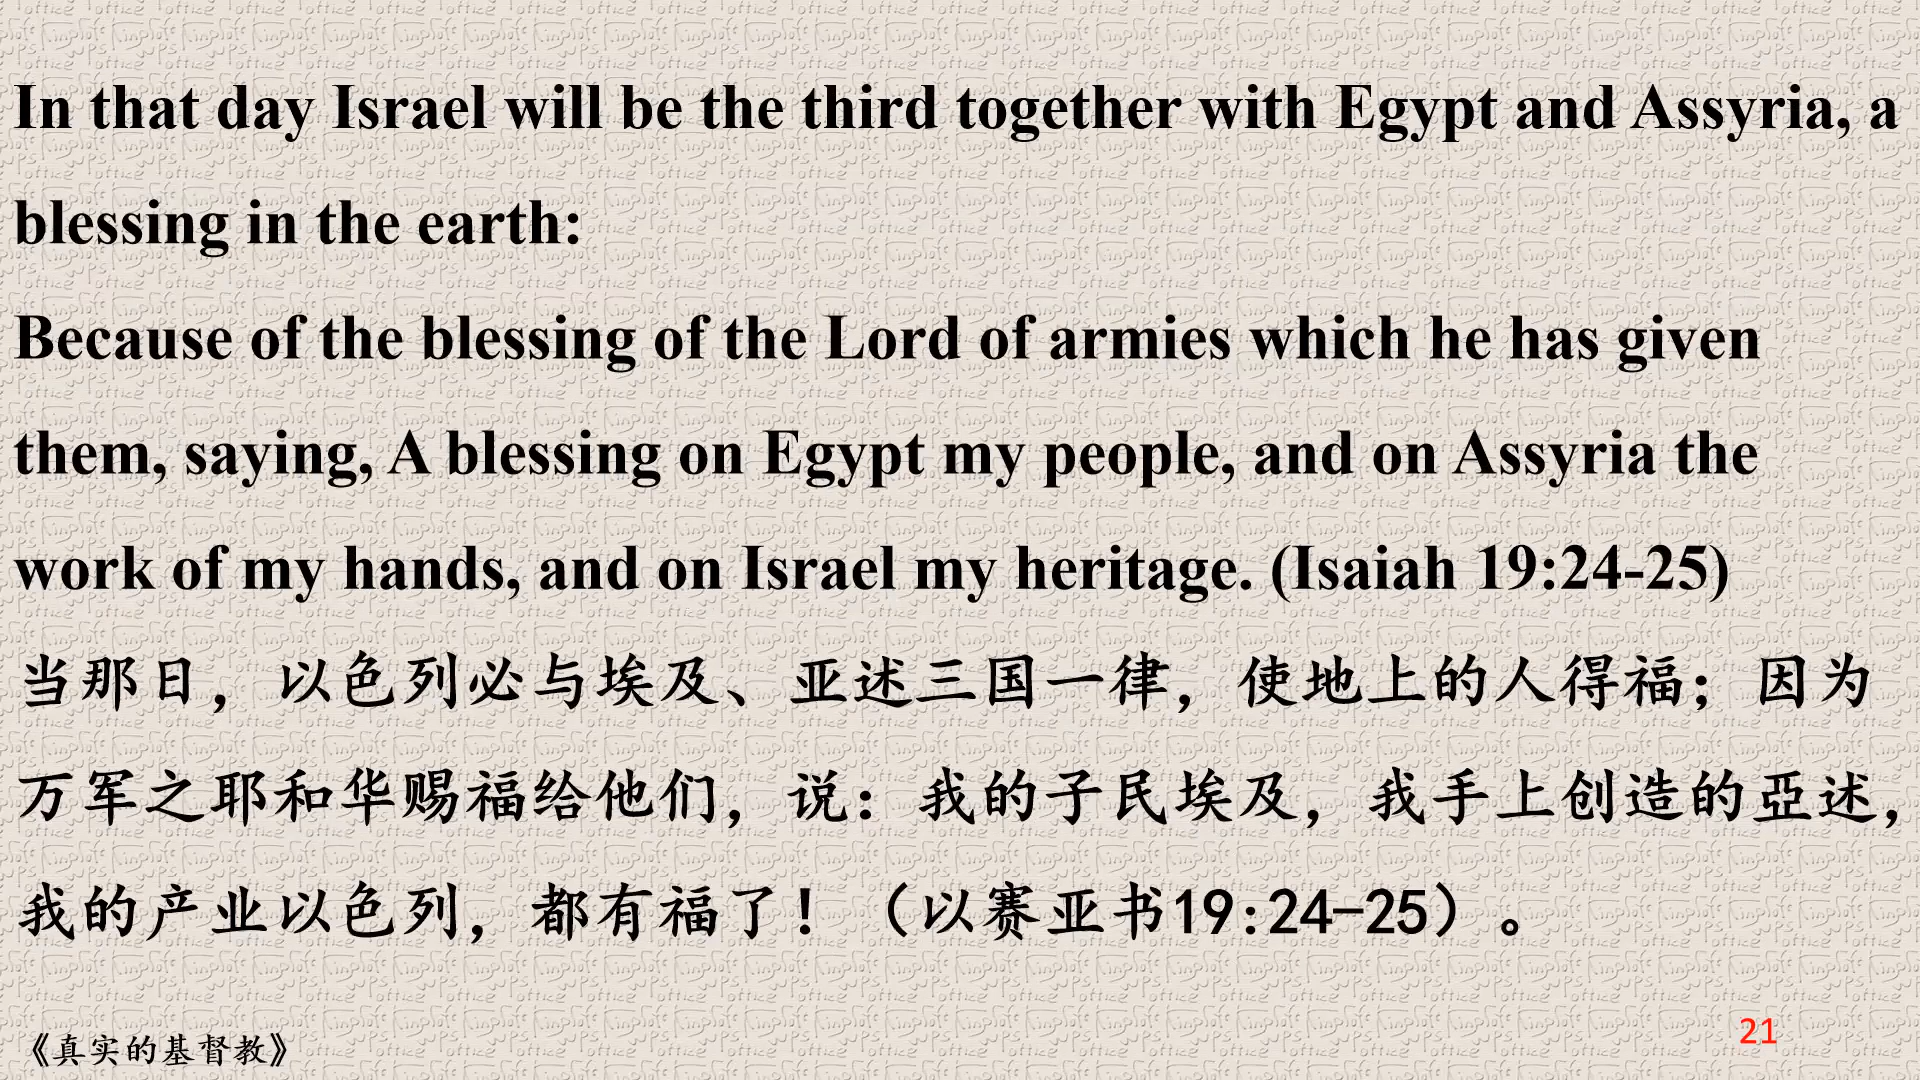 In that day Israel will be the third together with Egypt and Assyria, a
blessing in the earth:
Because of the blessing of the Lord of armies which he has given
them, saying, A blessing on Egypt my people, and on Assyria the
work of my hands, and on Israel my heritage. (Isaiah 19:24-25)
当那日，以色列必与埃及、亚述三国一律，使地上的人得福；因为
万军之耶和华赐福给他们，说：我的子民埃及，我手上创造的亞述，
我的产业以色列，都有福了！（以赛亚书19:24-25）。
《真实的基督教》
21